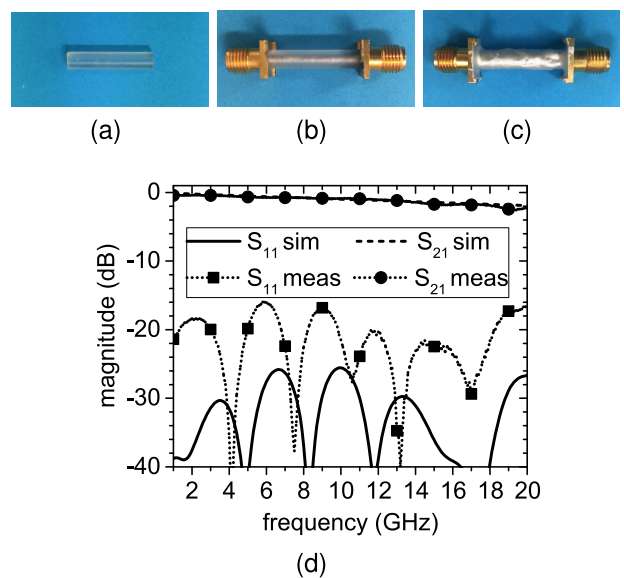 (a) (b) (c)
0
-10
-20
-30
-40
magnitude (dB)
S11 sim S21 sim
S11 meas S21 meas
2 4 6 8 10 12 14 16 18 20
frequency (GHz)
(d)